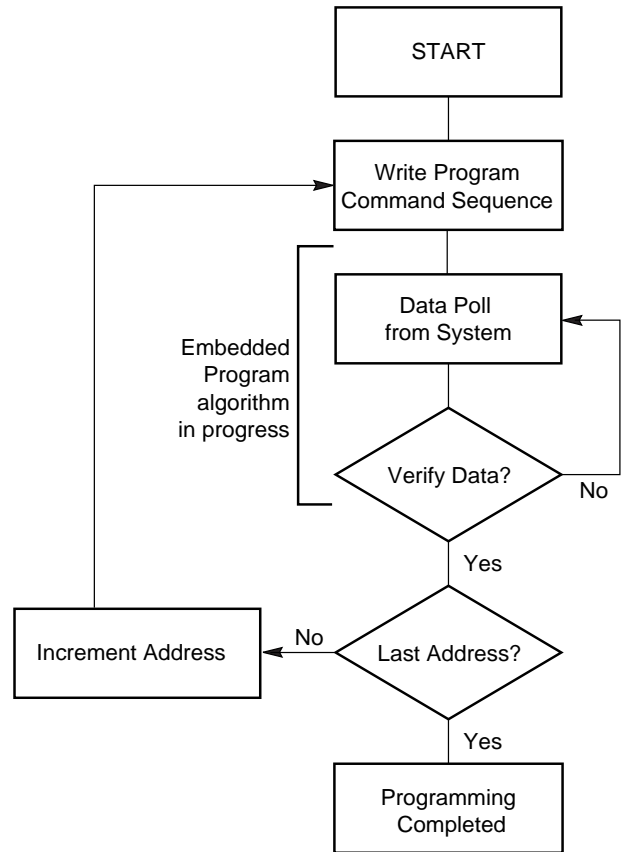 START
Write Program
Command Sequence
Data Poll
from System
Embedded
Program
algorithm
in progress
Verify Data?
No
Yes
Increment Address
No
Last Address?
Yes
Programming
Completed